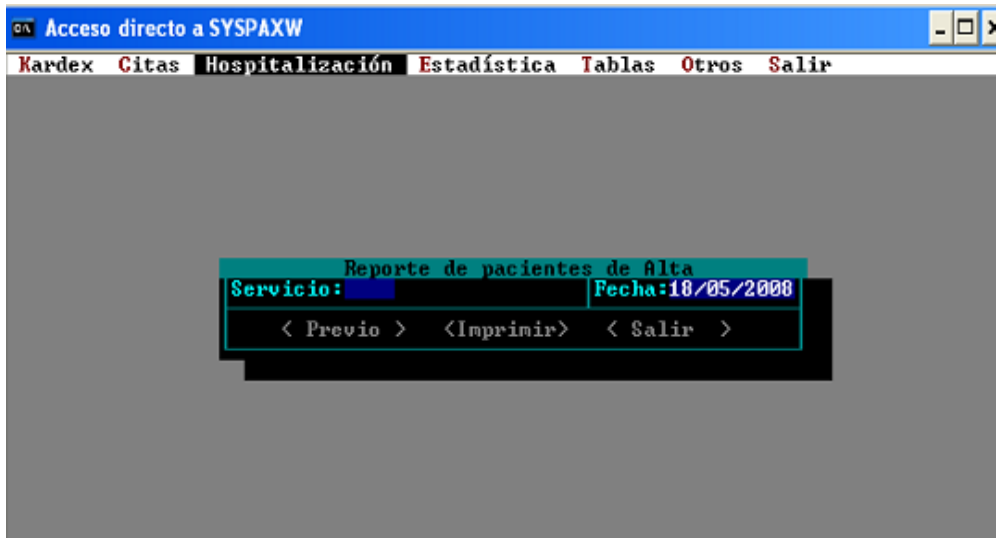 Acceso directo a SYSPAXW
Kardex Citas Hospitalización Estadística Tablas Otros Salir
Reporte de pacientes de Alta
Servicio: Fecha:18/05/2008
< Previo > <Imprimir> < Salir >